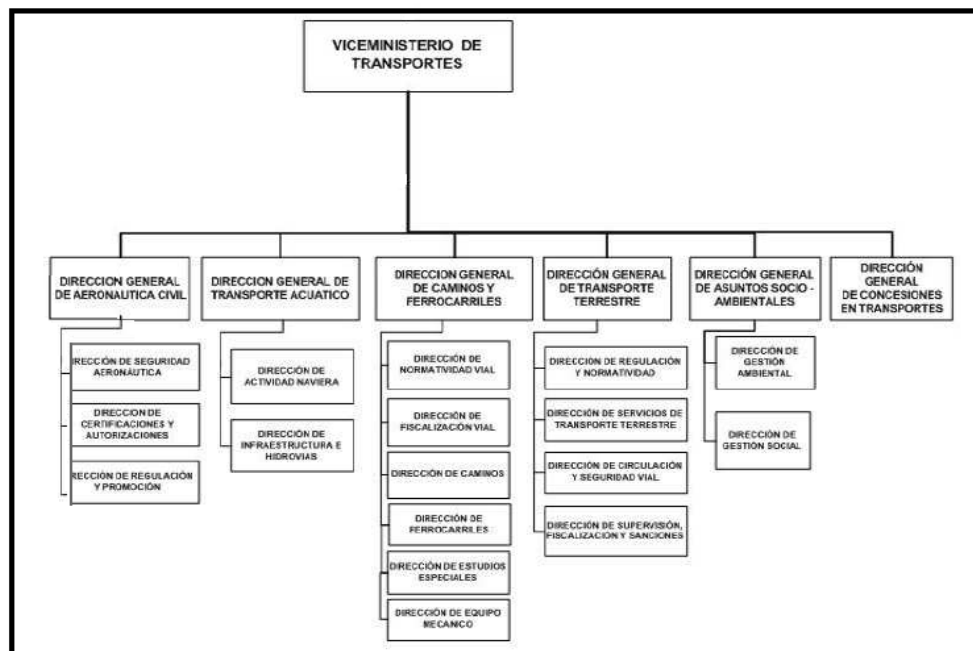 VICEMINISTERIO DE
TRANSPORTES
DIRECCION GENERAL
DE AERONAUTICA CIVIL
DIRECCIÓN DE SEGURIDAD
AERONÁUTICA
DIRECCION DE
CERTIFICACIONES Y
AUTORIZACIONES
DIRECCIÓN DE REGULACIÓN
Y PROMOCIÓN
DIRECCION GENERAL DE
TRANSPORTE ACUATICO
DIRECCIÓN DE
ACTIVIDAD NAVIERA
DIRECCIÓN DE
INFRAESTRUCTURA E
HIDROVIAS
DIRECCION GENERAL
DE CAMINOS Y
FERROCARRILES
DIRECCIÓN DE
NORMATIVIDAD VIAL
DIRECCIÓN DE
FISCALIZACIÓN VIAL
DIRECCIÓN DE CAMINOS
DIRECCIÓN DE
FERROCARRILES
DIRECCIÓN DE ESTUDIOS
ESPECIALES
DIRECCIÓN DE EQUIPO
MECANICO
DIRECCIÓN GENERAL
DE TRANSPORTE
TERRESTRE
DIRECCIÓN DE REGULACIÓN
Y NORMATIVIDAD
DIRECCIÓN DE SERVICIOS DE
TRANSPORTE TERRESTRE
DIRECCIÓN DE CIRCULACIÓN
Y SEGURIDAD VIAL
DIRECCIÓN DE SUPERVISIÓN,
FISCALIZACIÓN Y SANCIONES
DIRECCIÓN GENERAL
DE ASUNTOS SOCIO -
AMBIENTALES
DIRECCIÓN DE
GESTIÓN
AMBIENTAL
DIRECCIÓN DE
GESTIÓN SOCIAL
DIRECCIÓN
GENERAL
DE CONCESIONES
EN TRANSPORTES